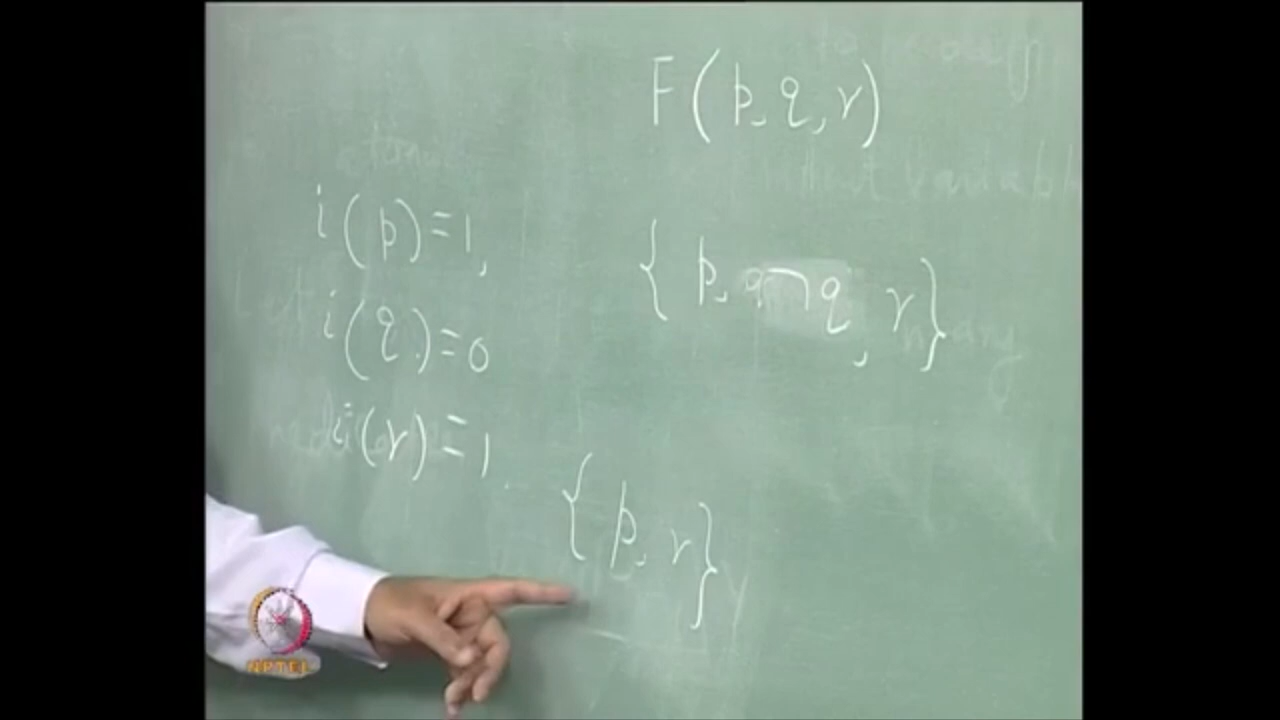 F(p, q, r)
i(p)=1,
{ p, ¬q, r}
i(q)=0
i(r)=1.
{p, r}
NPTEL